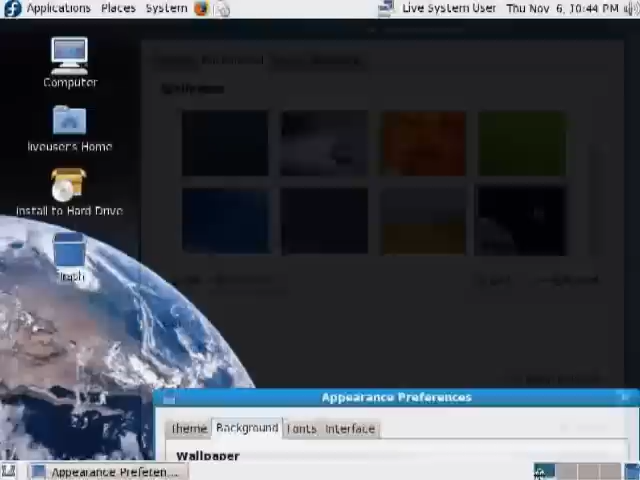 Applications Places System Live System User Thu Nov 6, 10:44 PM
Computer
liveuser's Home
Install to Hard Drive
Trash
Background
Wallpaper
Appearance Preferences
Theme Background Fonts Interface
Wallpaper
Appearance Preferen...